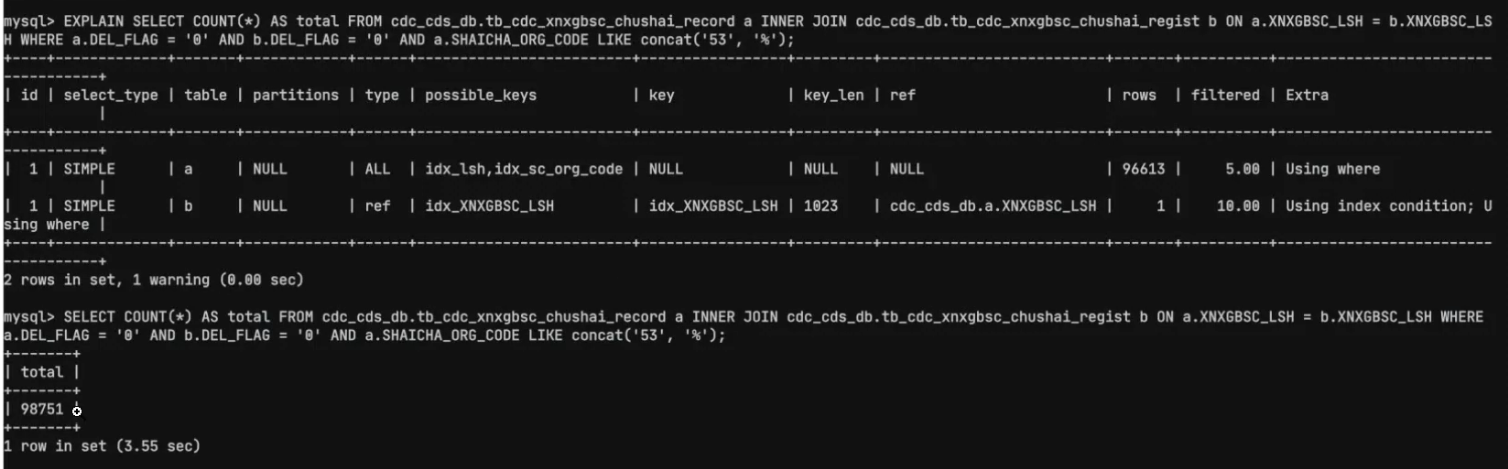 mysql> EXPLAIN SELECT COUNT(*) AS total FROM cdc_cds_db.tb_cdc_xnxgbsc_chushai_record a INNER JOIN cdc_cds_db.tb_cdc_xnxgbsc_chushai_regist b ON a.XNXGBSC_LSH = b.XNXGBSC_LS
H WHERE a.DEL_FLAG = '0' AND b.DEL_FLAG = '0' AND a.SHAICHA_ORG_CODE LIKE concat('53', '%');
+----+-------------+-------+------------+------+-------------------------+-----------------+---------+----------------------------+-------+----------+--------------------------
-----------+
| id | select_type | table | partitions | type | possible_keys           | key             | key_len | ref                        | rows  | filtered | Extra
           |
+----+-------------+-------+------------+------+-------------------------+-----------------+---------+----------------------------+-------+----------+--------------------------
-----------+
|  1 | SIMPLE      | a     | NULL       | ALL  | idx_lsh,idx_sc_org_code | NULL            | NULL    | NULL                       | 96613 |     5.00 | Using where
           |
|  1 | SIMPLE      | b     | NULL       | ref  | idx_XNXGBSC_LSH         | idx_XNXGBSC_LSH | 1023    | cdc_cds_db.a.XNXGBSC_LSH |     1 |    10.00 | Using index condition; U
sing where |
+----+-------------+-------+------------+------+-------------------------+-----------------+---------+----------------------------+-------+----------+--------------------------
-----------+
2 rows in set, 1 warning (0.00 sec)
mysql> SELECT COUNT(*) AS total FROM cdc_cds_db.tb_cdc_xnxgbsc_chushai_record a INNER JOIN cdc_cds_db.tb_cdc_xnxgbsc_chushai_regist b ON a.XNXGBSC_LSH = b.XNXGBSC_LSH WHERE
a.DEL_FLAG = '0' AND b.DEL_FLAG = '0' AND a.SHAICHA_ORG_CODE LIKE concat('53', '%');
+-------+
| total |
+-------+
| 98751 |
+-------+
1 row in set (3.55 sec)